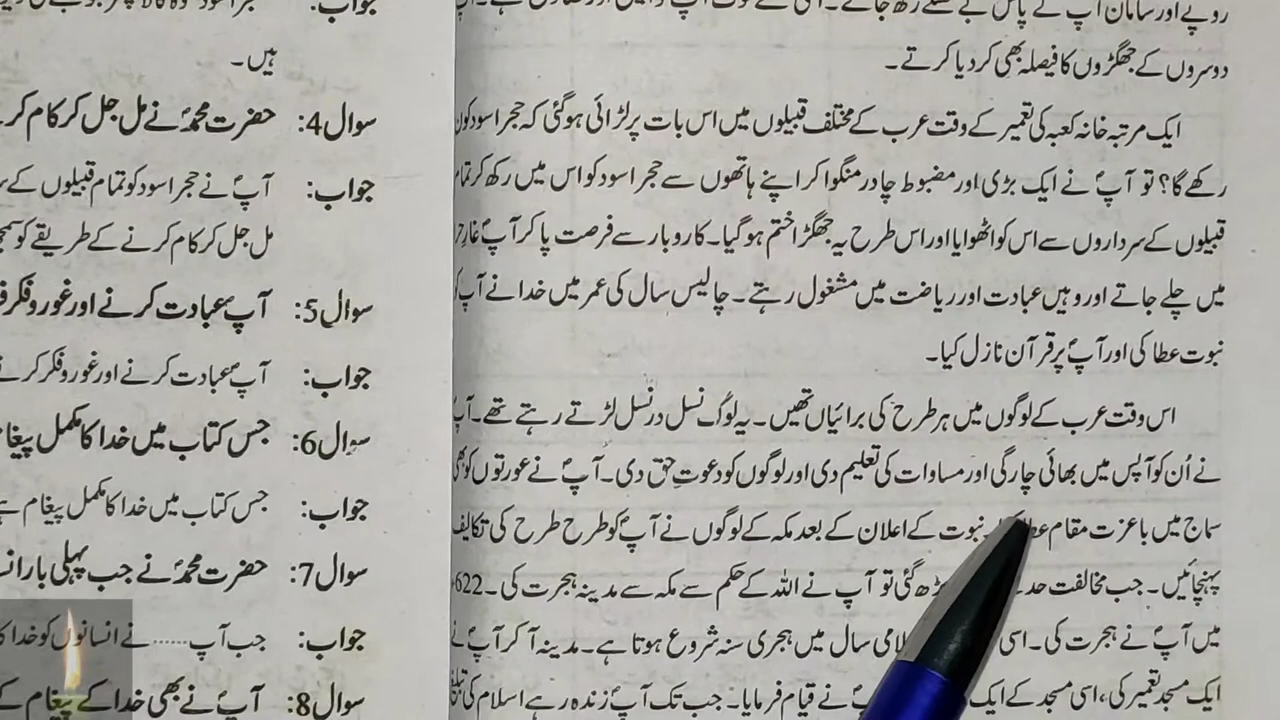 روپے اور سامان آپ کے پاس
دوسروں کے جھگڑوں کا فیصلہ بھی کر دیا کرتے۔
ایک مرتبہ خانہ کعبہ کی تعمیر کے وقت عرب کے مختلف قبیلوں میں اس بات پر لڑائی ہوگئی کہ حجر اسود کون
رکھے گا؟ تو آپؐ نے ایک بڑی اور مضبوط چادر منگوا کر اپنے ہاتھوں سے حجر اسود کو اس میں رکھ کر تمام
قبیلوں کے سرداروں سے اس کو اٹھوایا اور اس طرح یہ جھگڑا ختم ہوگیا۔ کاروبار سے فرصت پا کر آپؐ غارِ
میں چلے جاتے اور وہیں عبادت اور ریاضت میں مشغول رہتے۔ چالیس سال کی عمر میں خدا نے آپؐ
نبوت عطا کی اور آپؐ پر قرآن نازل کیا۔
اس وقت عرب کے لوگوں میں ہر طرح کی برائیاں تھیں۔ یہ لوگ نسل در نسل لڑتے رہتے تھے۔ آپ
نے اُن کو آپس میں بھائی چارگی اور مساوات کی تعلیم دی اور لوگوں کو دعوتِ حق دی۔ آپؐ نے عورتوں کو بھی
سماج میں باعزت مقام نبوت کے اعلان کے بعد مکہ کے لوگوں نے آپؐ کو طرح طرح کی تکالیف
پہنچائیں۔ جب مخالفت حد بڑھ گئی تو آپ نے اللہ کے حکم سے مکہ سے مدینہ ہجرت کی۔ 622
میں آپؐ نے ہجرت کی۔ اسی سال میں ہجری سنہ شروع ہوتا ہے۔ مدینہ آ کر آپؐ نے
ایک مسجد تعمیر کی، اسی مسجد کے ایک نے قیام فرمایا۔ جب تک آپؐ زندہ رہے اسلام کی
جواب:
ہیں۔
سوال 4: حضرت محمدؐ نے مل جل کر کام کر
جواب: آپؐ نے حجر اسود کو تمام قبیلوں کے
مل جل کر کام کرنے کے طریقے کو
سوال 5: آپؐ عبادت کرنے اور غور و فکر
جواب: آپؐ عبادت کرنے اور غور و فکر کرنے
سوال 6: جس کتاب میں خدا کا مکمل پیغام
جواب: جس کتاب میں خدا کا مکمل پیغام ہے
سوال 7: حضرت محمدؐ نے جب پہلی بار
جواب: جب آپ ...... نے انسانوں کو خدا
سوال 8: آپؐ نے بھی خدا کے پیغام کے